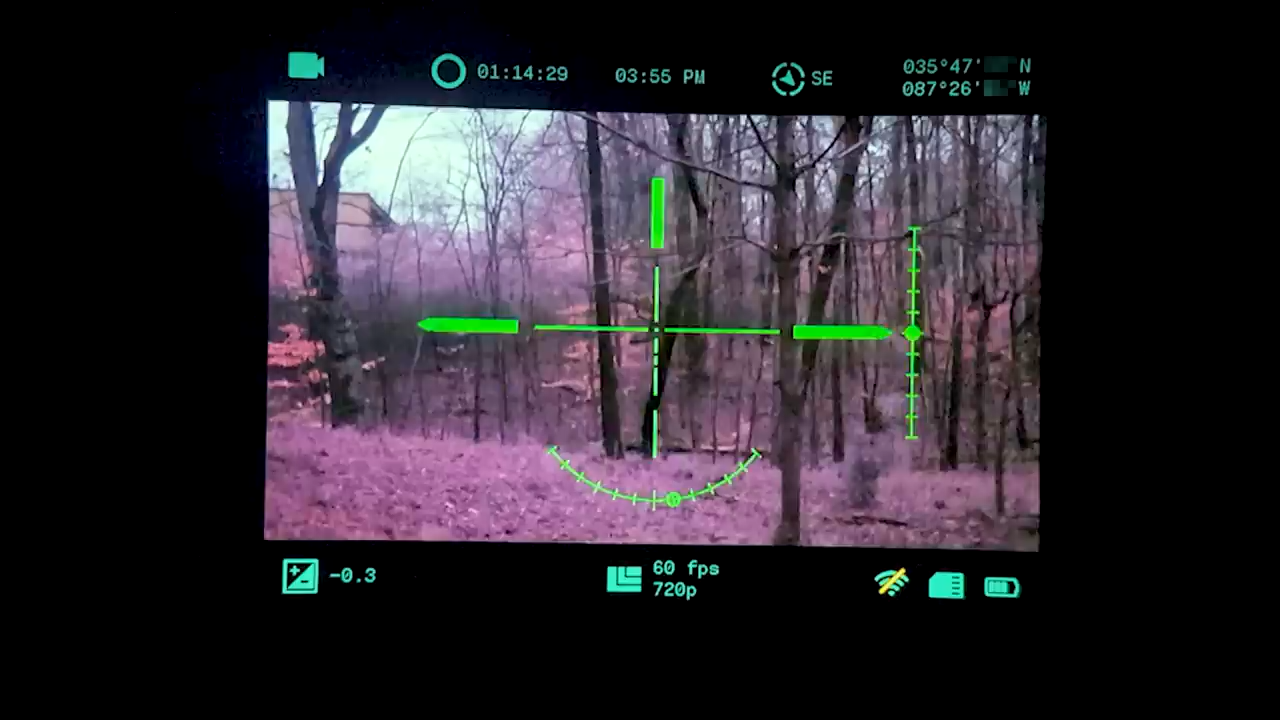 01:14:29
03:55 PM
SE
035°47' N
087°26' W
-0.3
60 fps
720p